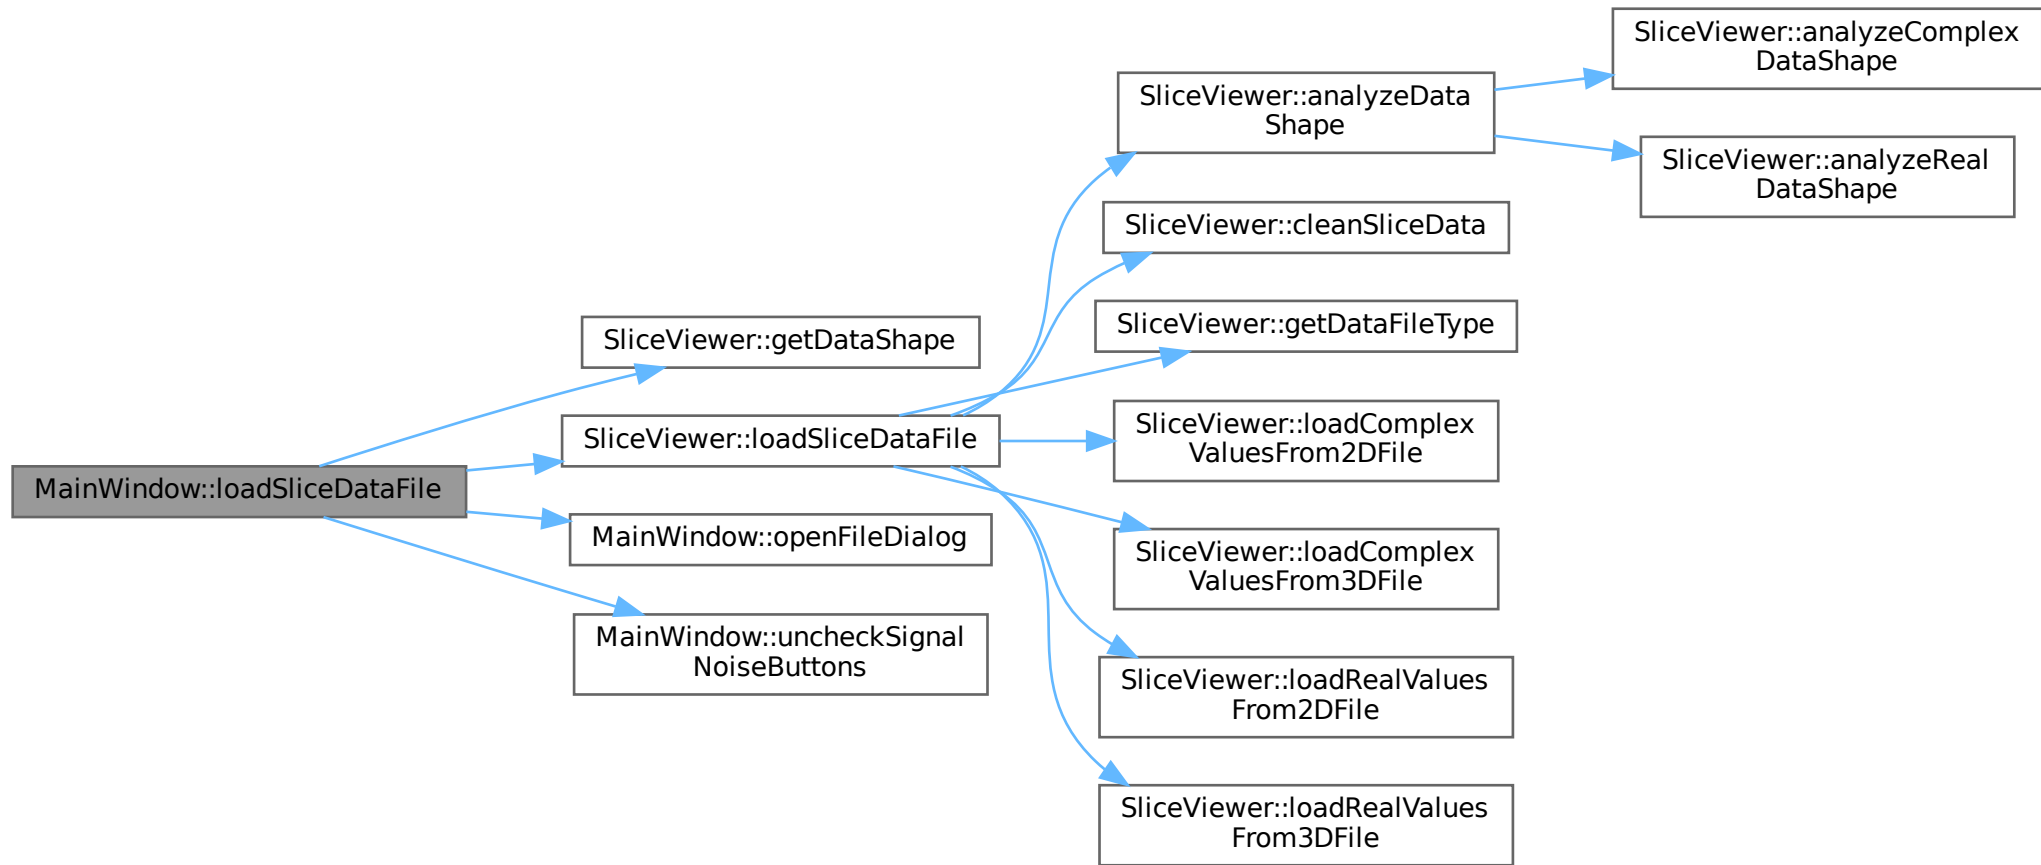 SliceViewer::analyzeComplex
DataShape
SliceViewer::analyzeData
Shape
SliceViewer::analyzeReal
DataShape
SliceViewer::cleanSliceData
SliceViewer::getDataFileType
SliceViewer::getDataShape
SliceViewer::loadSliceDataFile
SliceViewer::loadComplex
ValuesFrom2DFile
MainWindow::loadSliceDataFile
MainWindow::openFileDialog
SliceViewer::loadComplex
ValuesFrom3DFile
MainWindow::uncheckSignal
NoiseButtons
SliceViewer::loadRealValues
From2DFile
SliceViewer::loadRealValues
From3DFile